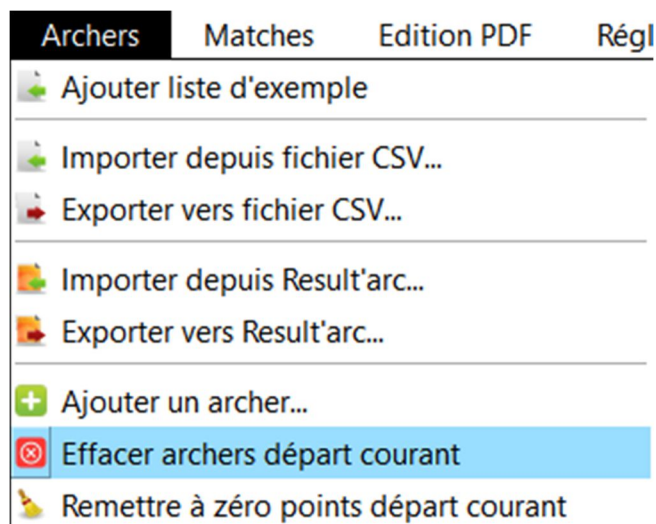 Archers Matches Edition PDF Régl
Ajouter liste d'exemple
Importer depuis fichier CSV...
Exporter vers fichier CSV...
Importer depuis Result'arc...
Exporter vers Result'arc...
Ajouter un archer...
Effacer archers départ courant
Remettre à zéro points départ courant